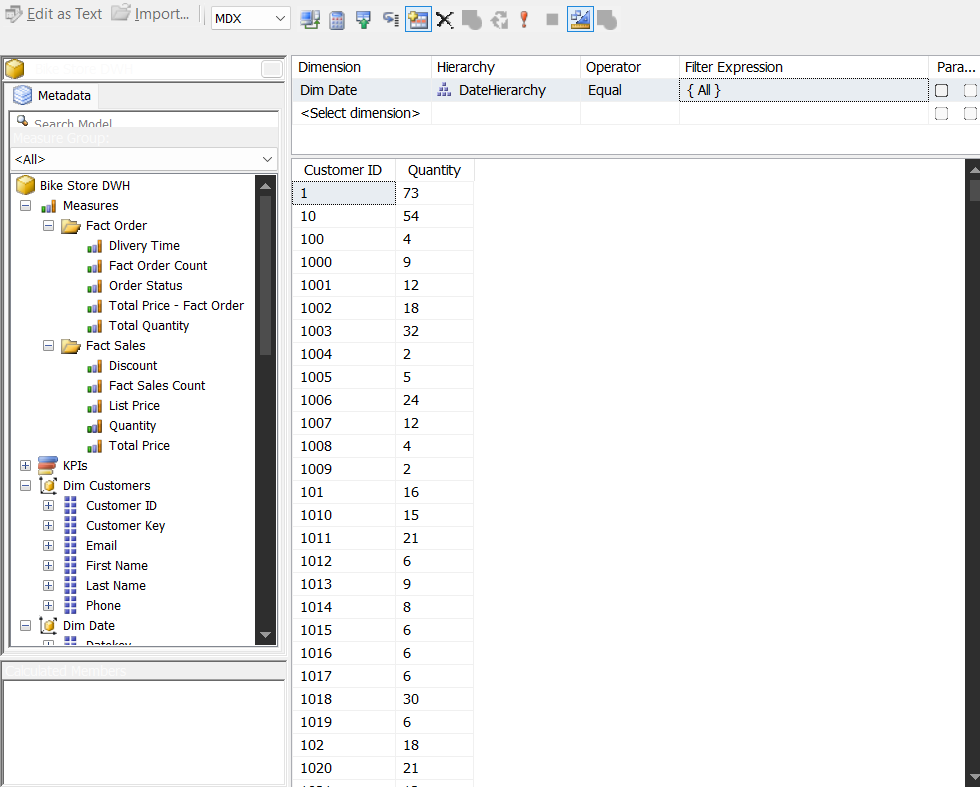 Edit as Text Import... MDX
Bike Store DWH
Metadata
Search Model
Measure Group:
<All>
Bike Store DWH
Measures
Fact Order
Dlivery Time
Fact Order Count
Order Status
Total Price - Fact Order
Total Quantity
Fact Sales
Discount
Fact Sales Count
List Price
Quantity
Total Price
KPIs
Dim Customers
Customer ID
Customer Key
Email
First Name
Last Name
Phone
Dim Date
Datekey
Calculated Members
Dimension Hierarchy Operator Filter Expression Para...
Dim Date DateHierarchy Equal { All }
<Select dimension>
Customer ID Quantity
1 73
10 54
100 4
1000 9
1001 12
1002 18
1003 32
1004 2
1005 5
1006 24
1007 12
1008 4
1009 2
101 16
1010 15
1011 21
1012 6
1013 9
1014 8
1015 6
1016 6
1017 6
1018 30
1019 6
102 18
1020 21